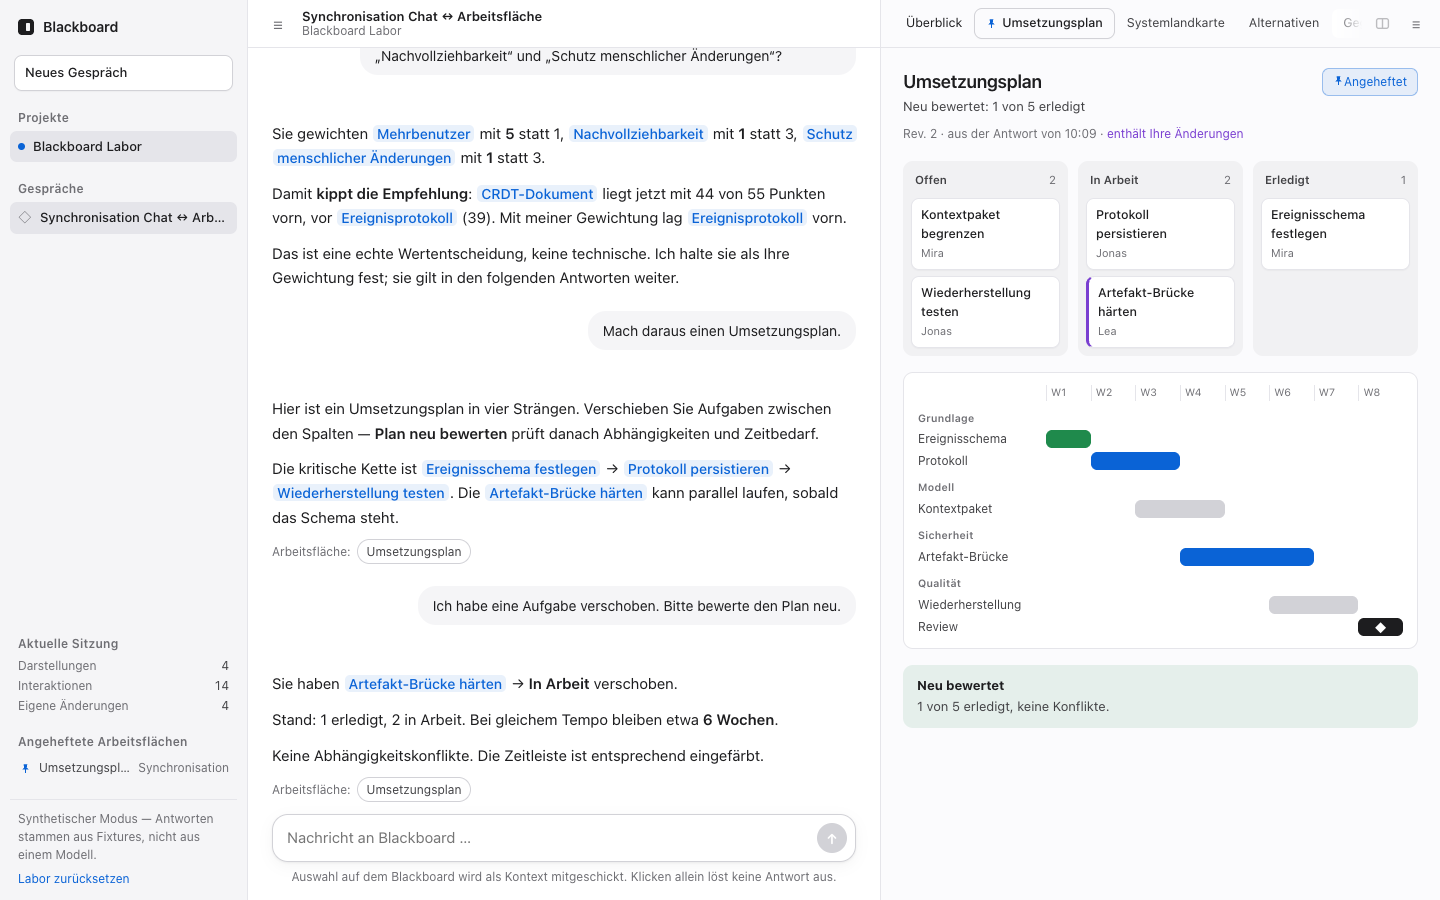 Blackboard
Neues Gespräch
Projekte
Blackboard Labor
Gespräche
Synchronisation Chat ↔ Arb...
Aktuelle Sitzung
Darstellungen 4
Interaktionen 14
Eigene Änderungen 4
Angeheftete Arbeitsflächen
Umsetzungspl... Synchronisation
Synthetischer Modus — Antworten
stammen aus Fixtures, nicht aus
einem Modell.
Labor zurücksetzen
Synchronisation Chat ↔ Arbeitsfläche
Blackboard Labor
„Nachvollziehbarkeit“ und „Schutz menschlicher Änderungen“?
Sie gewichten Mehrbenutzer mit 5 statt 1, Nachvollziehbarkeit mit 1 statt 3, Schutz
menschlicher Änderungen mit 1 statt 3.
Damit kippt die Empfehlung: CRDT-Dokument liegt jetzt mit 44 von 55 Punkten
vorn, vor Ereignisprotokoll (39). Mit meiner Gewichtung lag Ereignisprotokoll vorn.
Das ist eine echte Wertentscheidung, keine technische. Ich halte sie als Ihre
Gewichtung fest; sie gilt in den folgenden Antworten weiter.
Mach daraus einen Umsetzungsplan.
Hier ist ein Umsetzungsplan in vier Strängen. Verschieben Sie Aufgaben zwischen
den Spalten — Plan neu bewerten prüft danach Abhängigkeiten und Zeitbedarf.
Die kritische Kette ist Ereignisschema festlegen → Protokoll persistieren →
Wiederherstellung testen. Die Artefakt-Brücke härten kann parallel laufen, sobald
das Schema steht.
Arbeitsfläche: Umsetzungsplan
Ich habe eine Aufgabe verschoben. Bitte bewerte den Plan neu.
Sie haben Artefakt-Brücke härten → In Arbeit verschoben.
Stand: 1 erledigt, 2 in Arbeit. Bei gleichem Tempo bleiben etwa 6 Wochen.
Keine Abhängigkeitskonflikte. Die Zeitleiste ist entsprechend eingefärbt.
Arbeitsfläche: Umsetzungsplan
Nachricht an Blackboard ...
Auswahl auf dem Blackboard wird als Kontext mitgeschickt. Klicken allein löst keine Antwort aus.
Überblick Umsetzungsplan Systemlandkarte Alternativen Ge
Umsetzungsplan
Angeheftet
Neu bewertet: 1 von 5 erledigt
Rev. 2 · aus der Antwort von 10:09 · enthält Ihre Änderungen
Offen 2
Kontextpaket
begrenzen
Mira
Wiederherstellung
testen
Jonas
In Arbeit 2
Protokoll
persistieren
Jonas
Artefakt-Brücke
härten
Lea
Erledigt 1
Ereignisschema
festlegen
Mira
W1 W2 W3 W4 W5 W6 W7 W8
Grundlage
Ereignisschema
Protokoll
Modell
Kontextpaket
Sicherheit
Artefakt-Brücke
Qualität
Wiederherstellung
Review
Neu bewertet
1 von 5 erledigt, keine Konflikte.